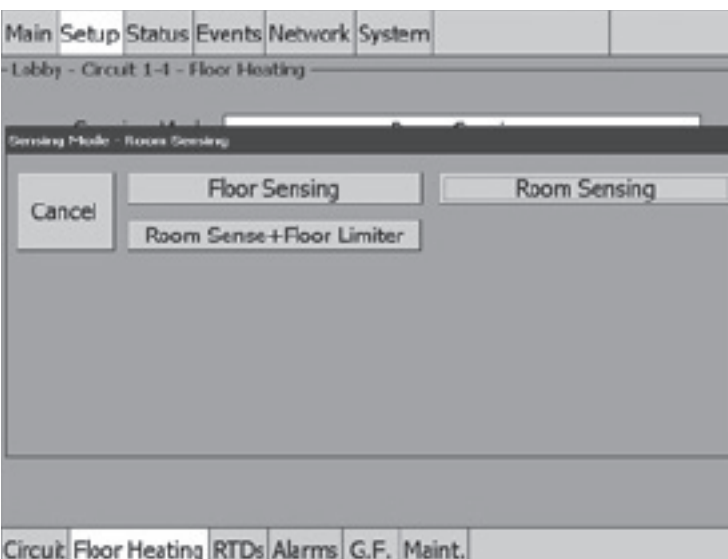 Main Setup Status Events Network System
Lobby - Circuit 1-4 - Floor Heating
Sensing Mode - Room Sensing
Cancel
Floor Sensing
Room Sensing
Room Sense+Floor Limiter
Circuit Floor Heating RTDs Alarms G.F. Maint.